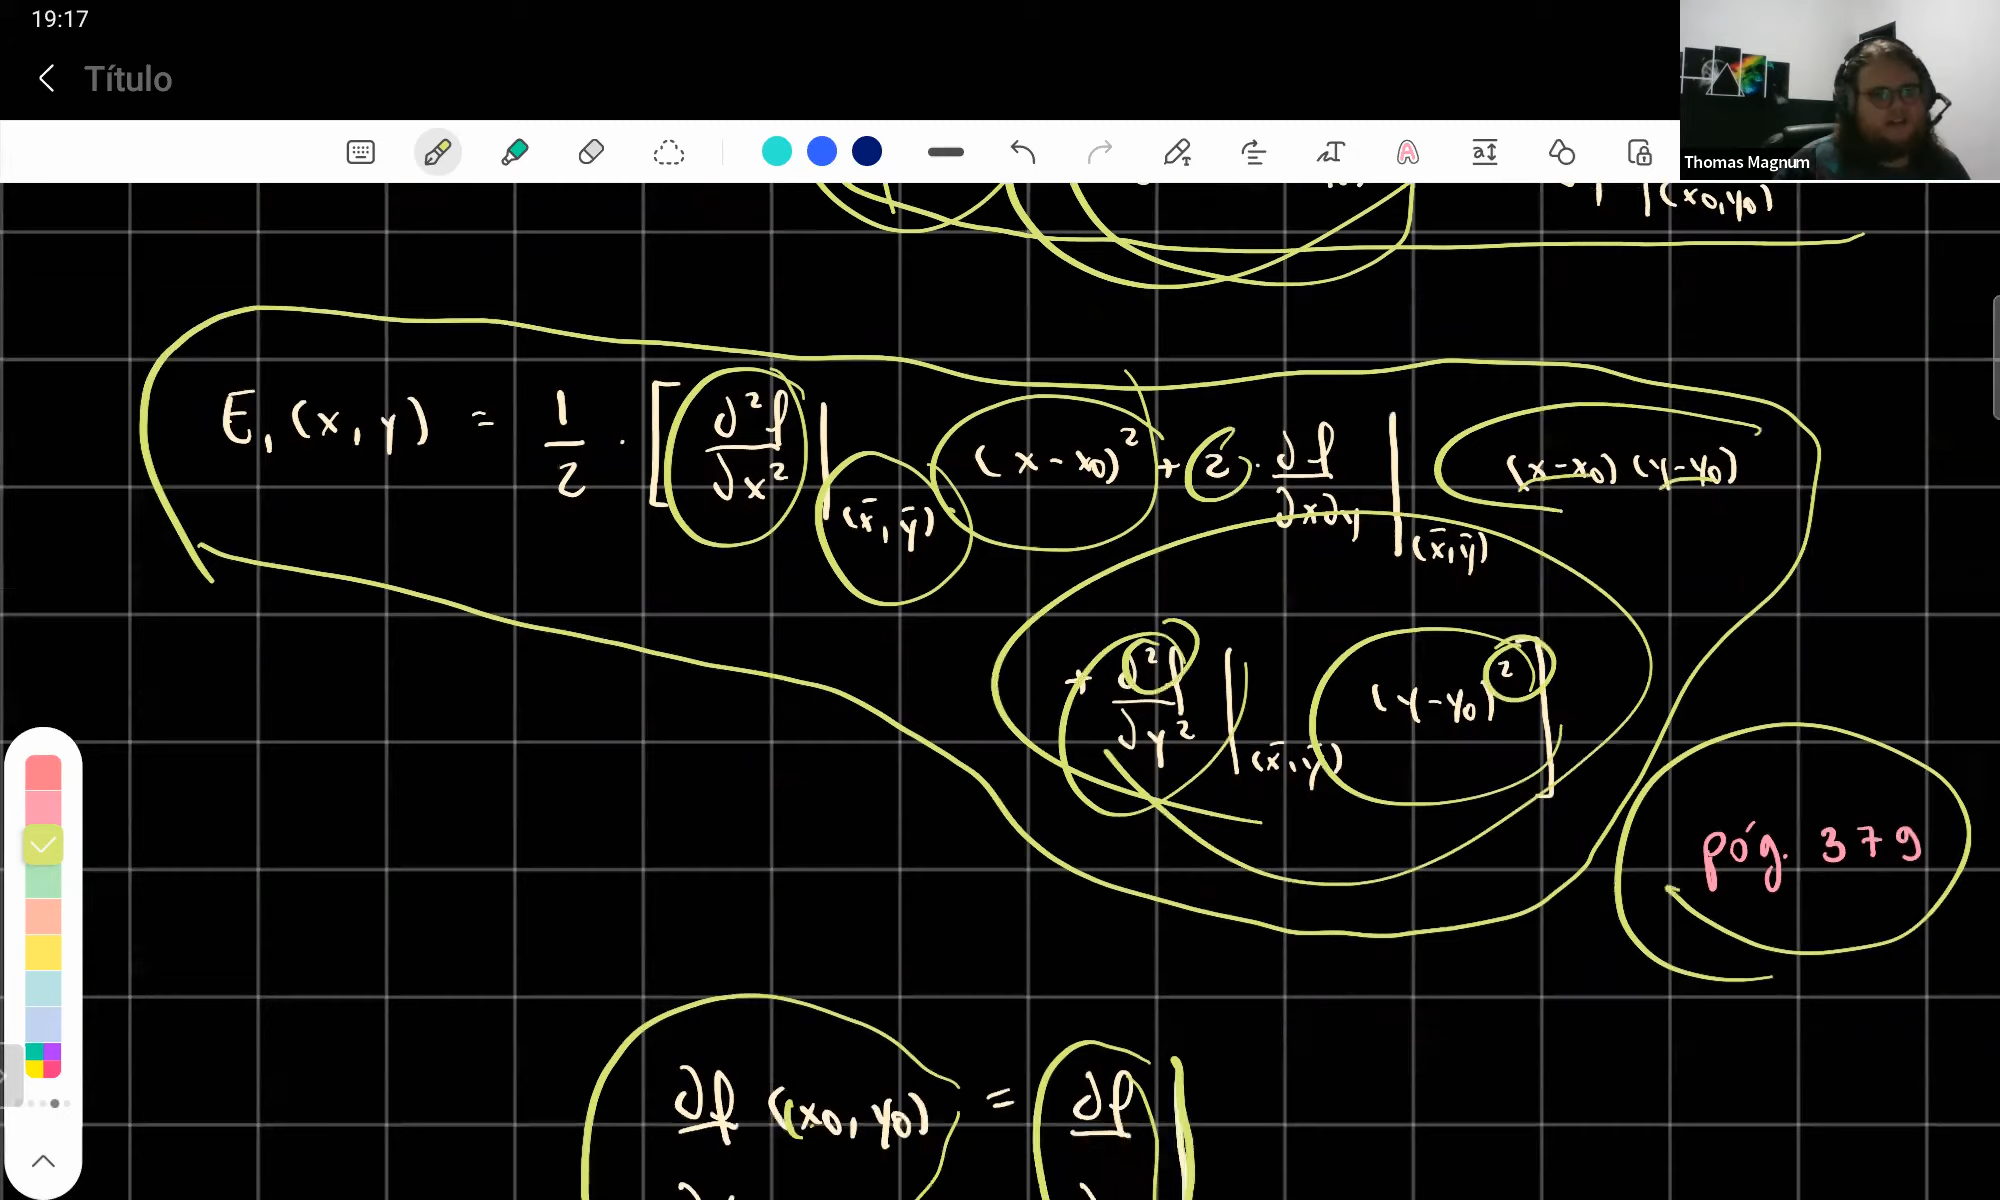 19:17
Título
Thomas Magnum
(x0,y0)
E1(x,y) = 1/2 · [∂²f/∂x² |(x̄,ȳ) (x-x0)² + 2 · ∂f/∂x∂y |(x̄,ȳ) (x-x0)(y-y0)
+ ∂²f/∂y² |(x̄,ȳ) (y-y0)²]
pág. 379
∂f (x0,y0) = ∂f |